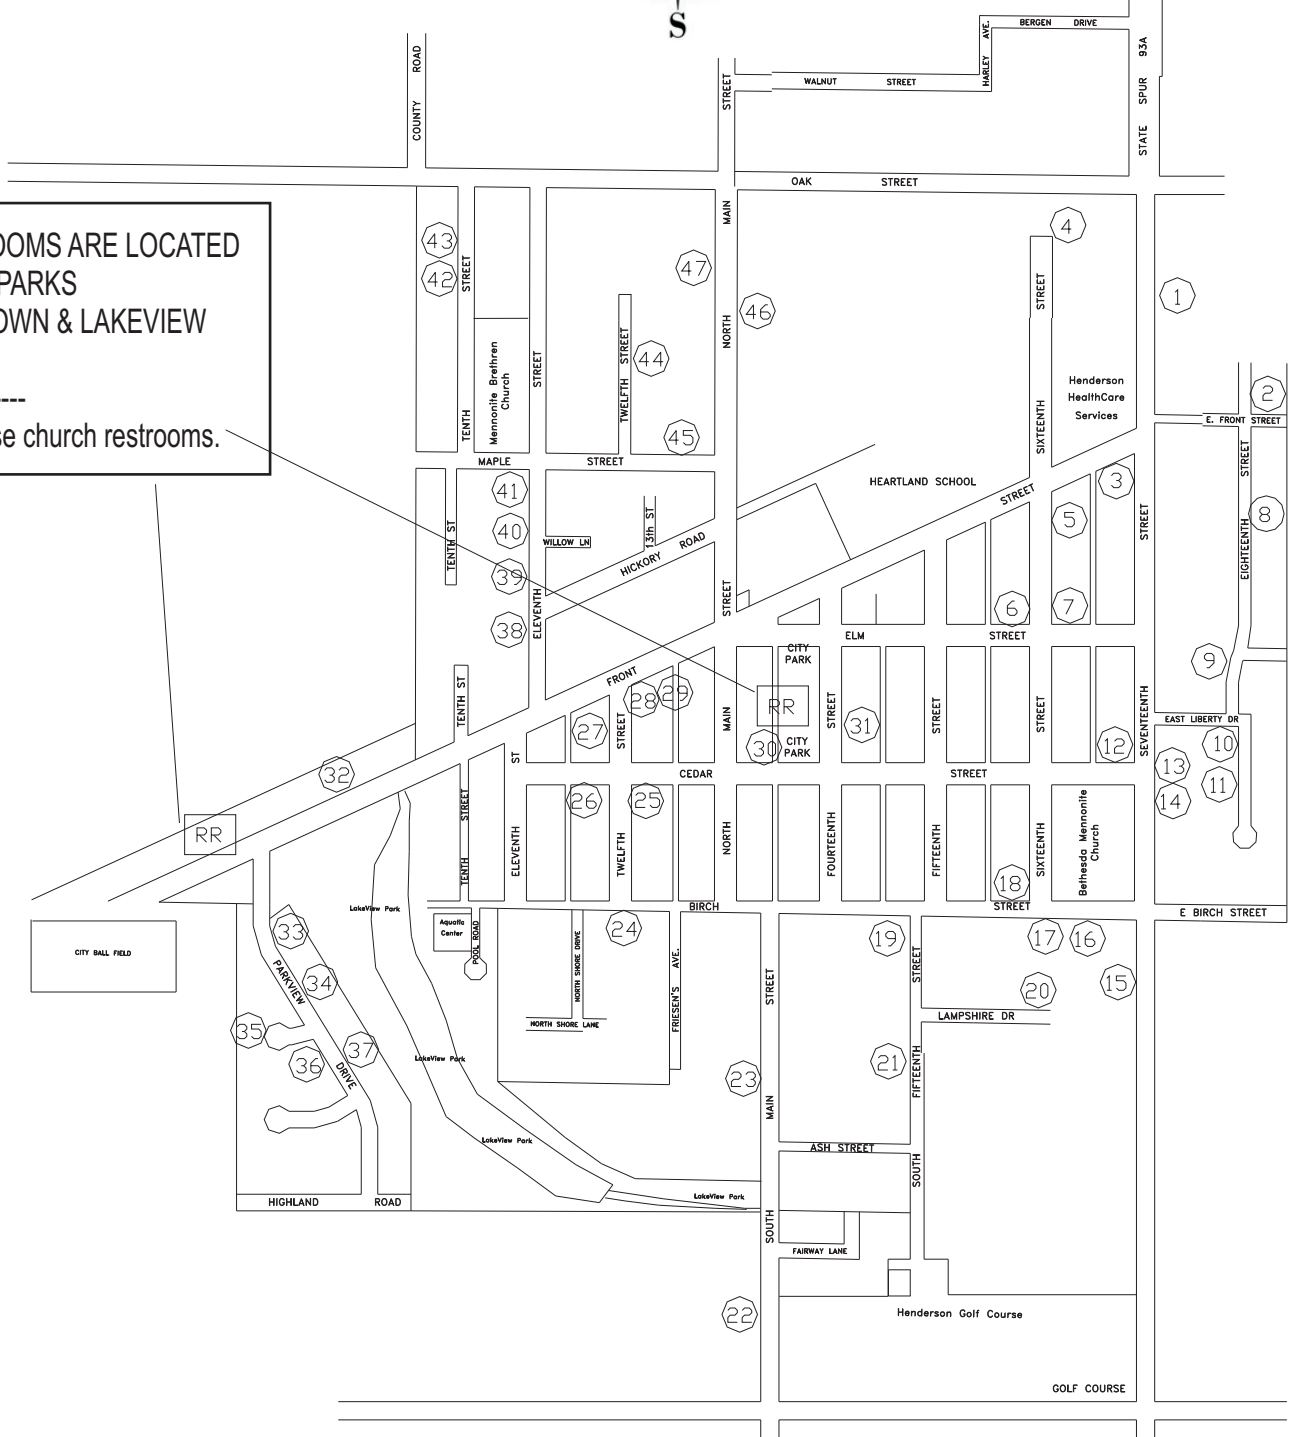 S
BERGEN DRIVE
HARLEY AVE.
WALNUT STREET
STATE SPUR 93A
COUNTY ROAD
STREET
OAK STREET
OOMS ARE LOCATED
PARKS
OWN & LAKEVIEW
----
se church restrooms.
43
42
47
46
4
1
44
45
2
TENTH STREET
Mennonite Brethren
Church
STREET
TWELFTH STREET
NORTH MAIN
SIXTEENTH STREET
Henderson
HealthCare
Services
E. FRONT STREET
MAPLE STREET
HEARTLAND SCHOOL
STREET
3
41
40
39
38
5
8
TENTH ST
WILLOW LN
13th ST
HICKORY ROAD
STREET
STREET
EIGHTEENTH STREET
ELEVENTH
6
7
ELM STREET
CITY
PARK
9
FRONT
TENTH ST
28
29
27
RR
31
30
CITY
PARK
STREET
MAIN
STREET
STREET
STREET
SEVENTEENTH
EAST LIBERTY DR
12
10
13
11
14
32
ST
CEDAR STREET
26
25
RR
TENTH STREET
ELEVENTH
TWELFTH
NORTH
FOURTEENTH
FIFTEENTH
SIXTEENTH
Bethesda Mennonite
Church
18
LakeView Park
BIRCH STREET
E BIRCH STREET
CITY BALL FIELD
Aquatic
Center
POOL ROAD
33
34
35
36
37
PARKVIEW DRIVE
24
NORTH SHORE DRIVE
NORTH SHORE LANE
FRIESEN'S AVE.
19
17
16
15
20
STREET
STREET
LAMPSHIRE DR
LakeView Park
23
21
MAIN
FIFTEENTH
LakeView Park
ASH STREET
SOUTH
LakeView Park
HIGHLAND ROAD
SOUTH
FAIRWAY LANE
22
Henderson Golf Course
GOLF COURSE